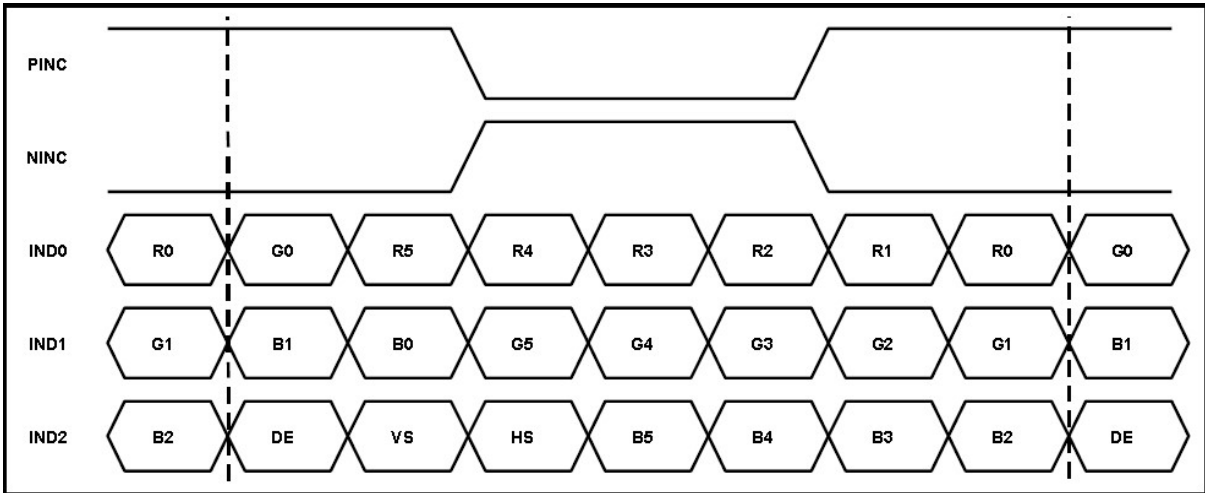 PINC
NINC
IND0 R0 G0 R5 R4 R3 R2 R1 R0 G0
IND1 G1 B1 B0 G5 G4 G3 G2 G1 B1
IND2 B2 DE VS HS B5 B4 B3 B2 DE